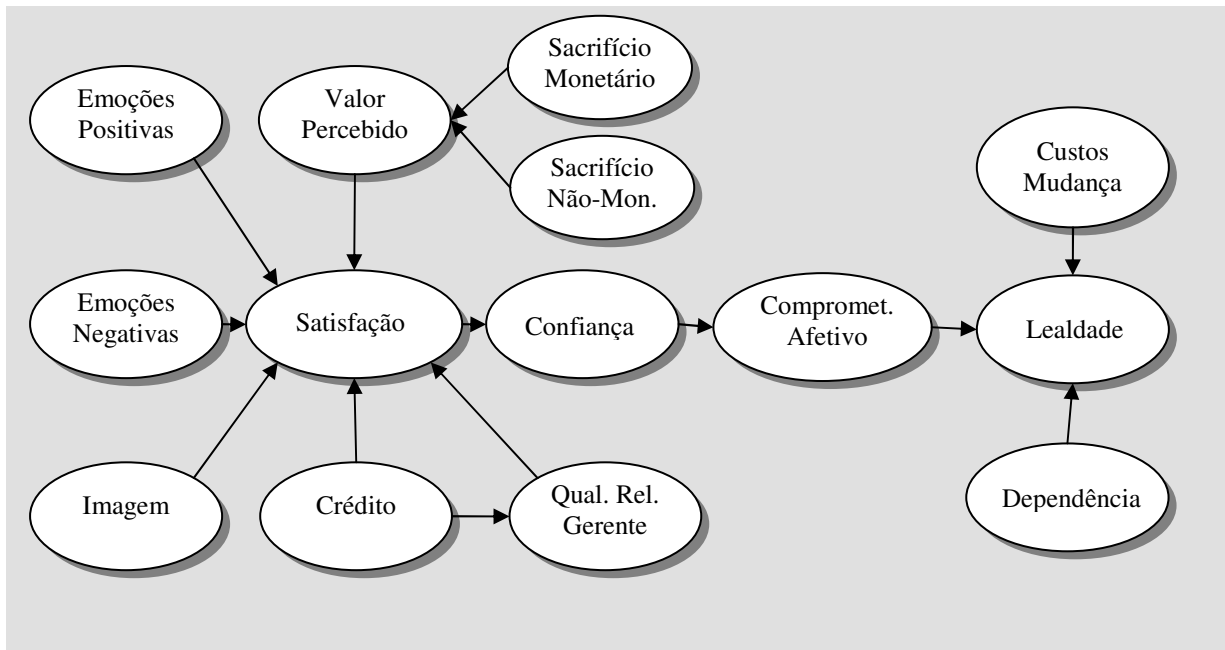 Sacrifício
Monetário
Emoções
Positivas
Valor
Percebido
Sacrifício
Não-Mon.
Custos
Mudança
Emoções
Negativas
Satisfação
Confiança
Compromet.
Afetivo
Lealdade
Imagem
Crédito
Qual. Rel.
Gerente
Dependência